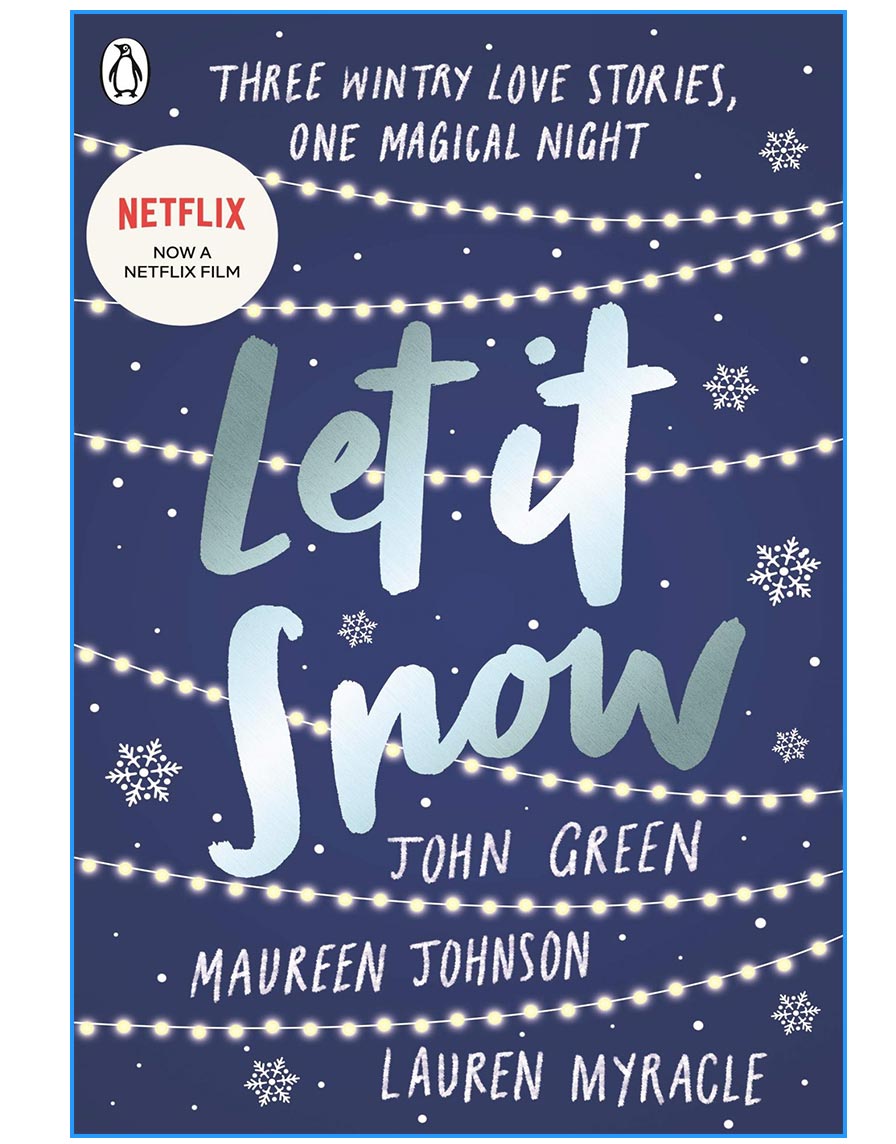 THREE WINTRY LOVE STORIES,
ONE MAGICAL NIGHT
NETFLIX
NOW A
NETFLIX FILM
Let it
Snow
JOHN GREEN
MAUREEN JOHNSON
LAUREN MYRACLE